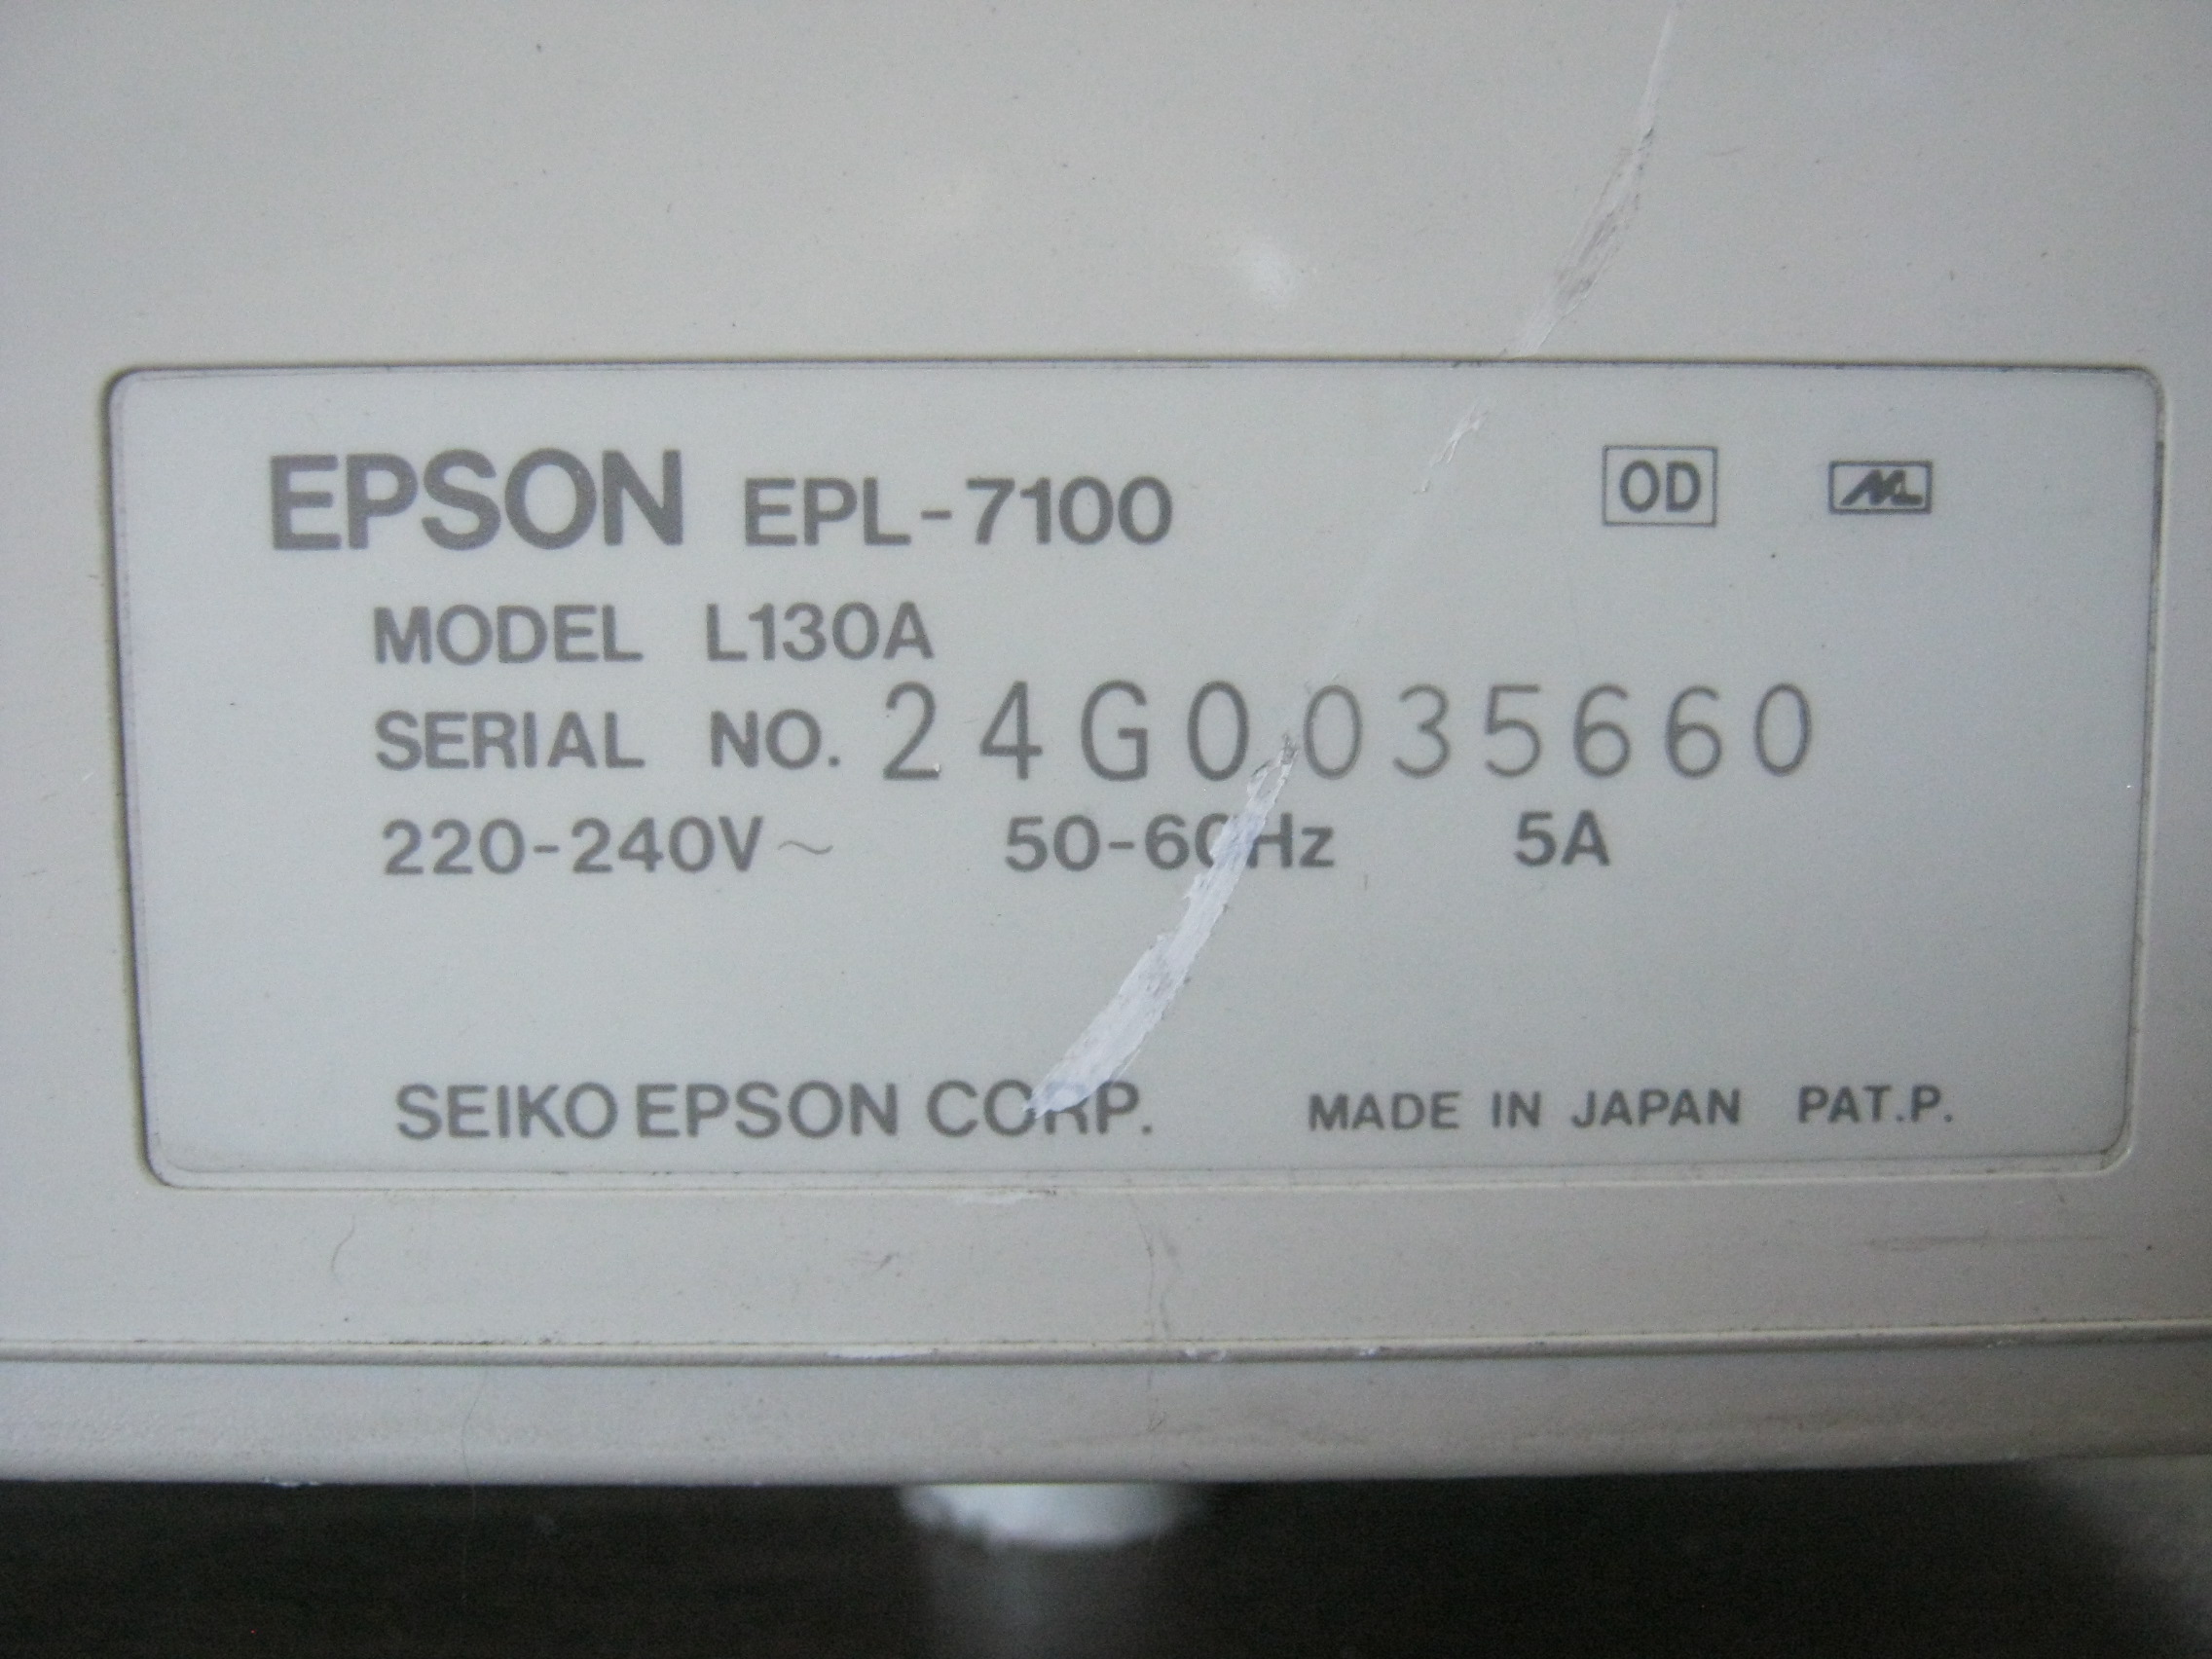 EPSON EPL-7100 OD
MODEL L130A
SERIAL NO. 24G0035660
220-240V~ 50-60Hz 5A
SEIKO EPSON CORP. MADE IN JAPAN PAT.P.